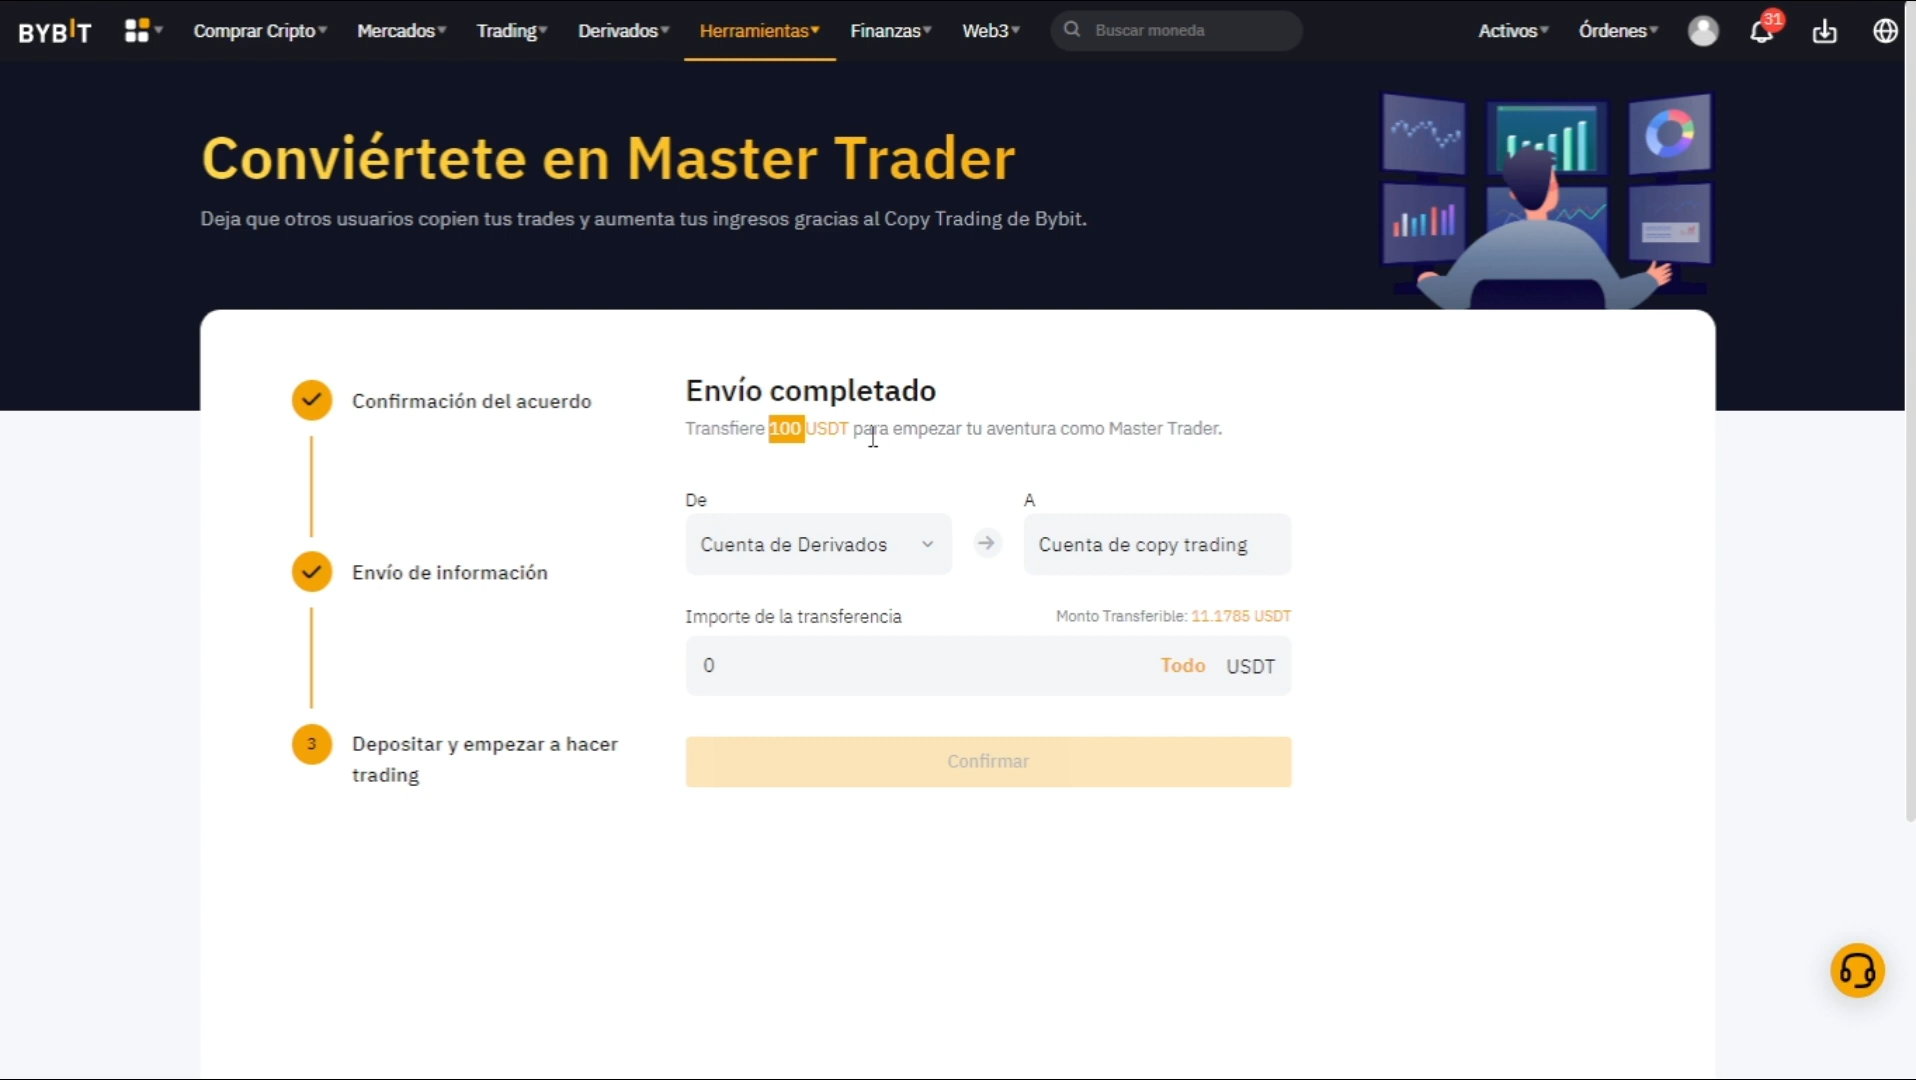 BYBIT Comprar Cripto Mercados Trading Derivados Herramientas Finanzas Web3 Buscar moneda Activos Órdenes 31
Conviértete en Master Trader
Deja que otros usuarios copien tus trades y aumenta tus ingresos gracias al Copy Trading de Bybit.
Confirmación del acuerdo
Envío de información
3 Depositar y empezar a hacer
trading
Envío completado
Transfiere 100 USDT para empezar tu aventura como Master Trader.
De A
Cuenta de Derivados Cuenta de copy trading
Importe de la transferencia Monto Transferible: 11.1785 USDT
0 Todo USDT
Confirmar